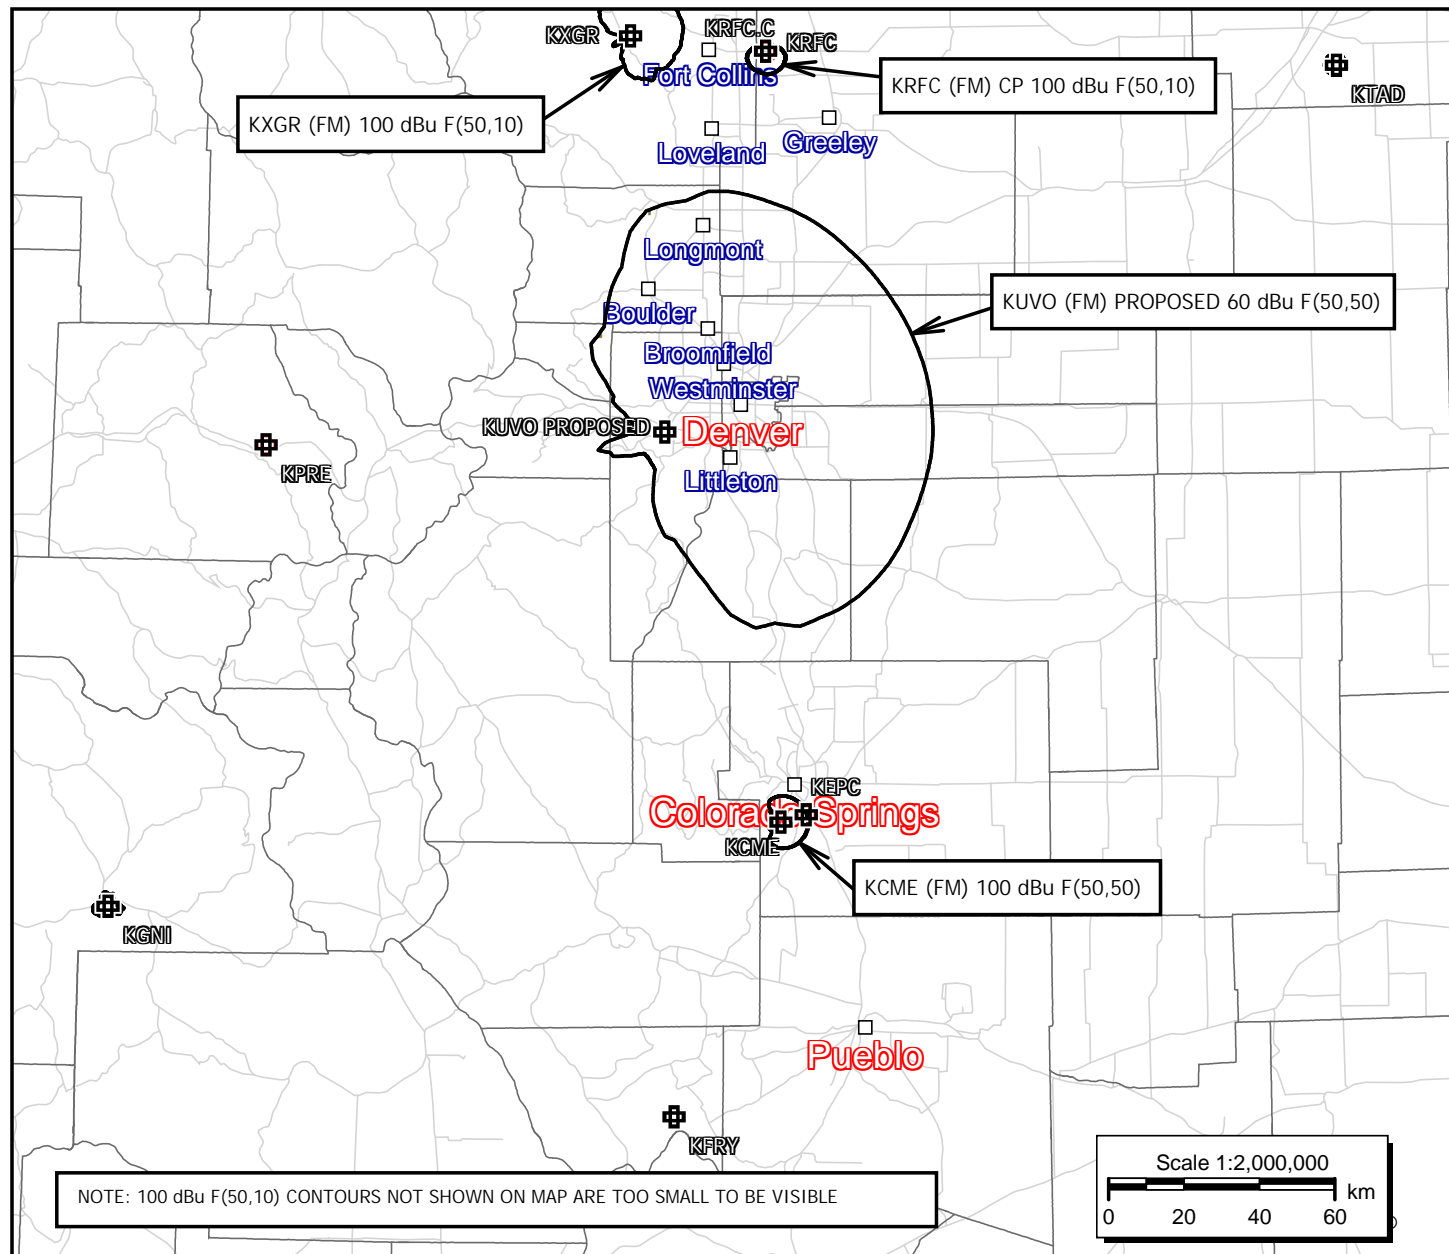 KXGR
KRFC.C
KRFC
KTAD
Fort Collins
KRFC (FM) CP 100 dBu F(50,10)
KXGR (FM) 100 dBu F(50,10)
Loveland
Greeley
Longmont
KUVO (FM) PROPOSED 60 dBu F(50,50)
Boulder
Broomfield
Westminster
KUVO PROPOSED
Denver
KPRE
Littleton
KEPC
Colorado Springs
KCME
KCME (FM) 100 dBu F(50,50)
KGNI
Pueblo
KFRY
Scale 1:2,000,000
km
0 20 40 60
NOTE: 100 dBu F(50,10) CONTOURS NOT SHOWN ON MAP ARE TOO SMALL TO BE VISIBLE